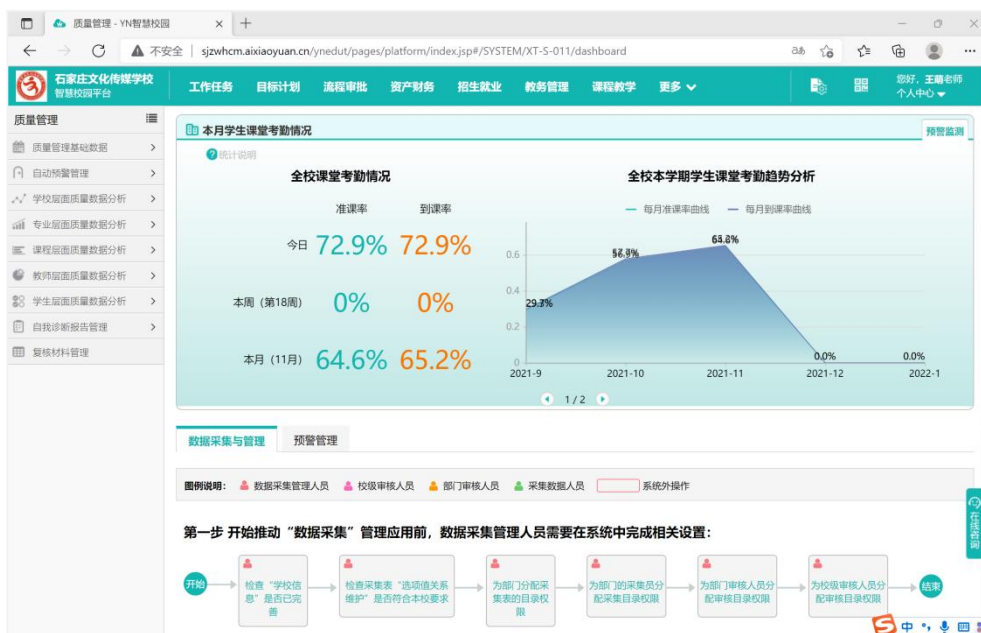 质量管理 - YN智慧校园
不安全 | sjzwhcm.aixiaoyuan.cn/ynedut/pages/platform/index.jsp#/SYSTEM/XT-S-011/dashboard
石家庄文化传媒学校
智慧校园平台
工作任务 目标计划 流程审批 资产财务 招生就业 教务管理 课程教学 更多
您好，王萌老师
个人中心
质量管理
质量管理基础数据
自动预警管理
学校层面质量数据分析
专业层面质量数据分析
课程层面质量数据分析
教师层面质量数据分析
学生层面质量数据分析
自我诊断报告管理
复核材料管理
本月学生课堂考勤情况
预警监测
统计说明
全校课堂考勤情况
准课率 到课率
今日 72.9% 72.9%
本周（第18周） 0% 0%
本月（11月） 64.6% 65.2%
全校本学期学生课堂考勤趋势分析
每月准课率曲线 每月到课率曲线
0.6
0.4
0.2
0
0.0% 0.0%
2021-9 2021-10 2021-11 2021-12 2022-1
1 / 2
数据采集与管理 预警管理
图例说明： 数据采集管理人员 校级审核人员 部门审核人员 采集数据人员 系统外操作
在线咨询
第一步 开始推动“数据采集”管理应用前，数据采集管理人员需要在系统中完成相关设置：
开始
检查“学校信
息”是否已完
善
检查采集表“选项值关系
维护”是否符合本校要求
为部门分配采
集表的目录权
限
为部门的采集员分
配采集目录权限
为部门审核人员分
配审核目录权限
为校级审核人员分
配审核目录权限
结束
中